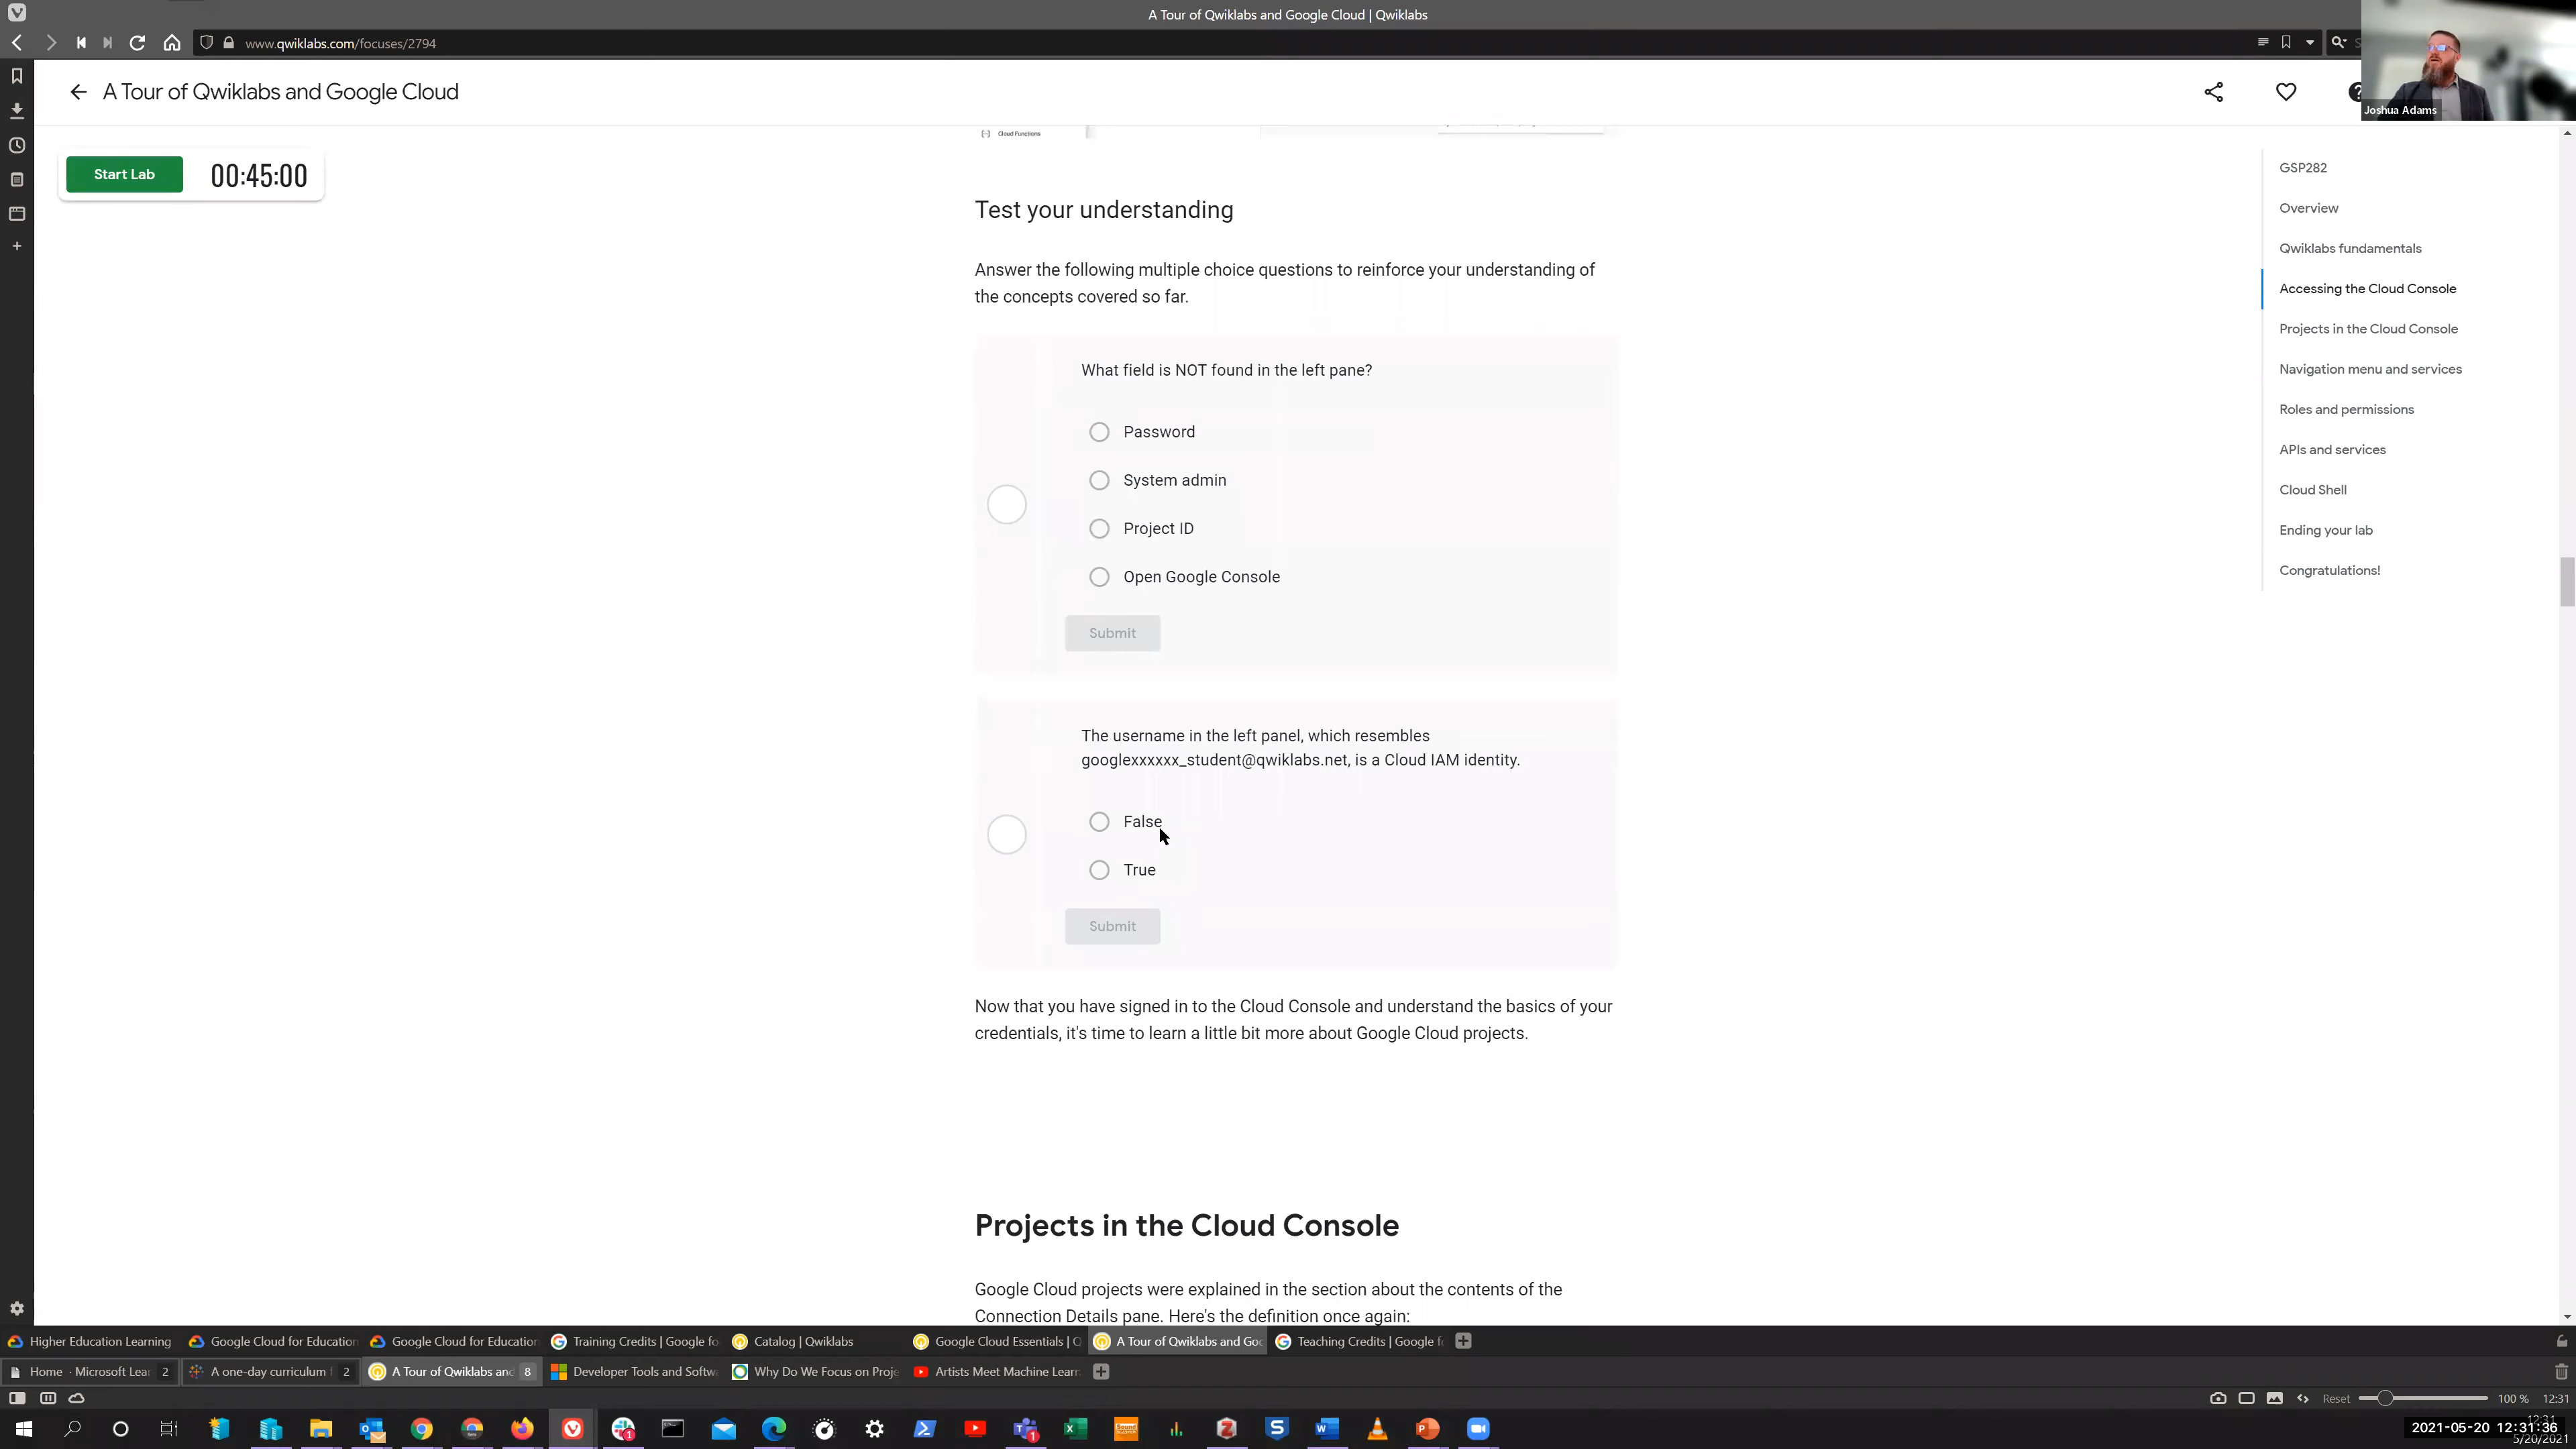 A Tour of Qwiklabs and Google Cloud | Qwiklabs
www.qwiklabs.com/focuses/2794
Joshua Adams
A Tour of Qwiklabs and Google Cloud
Cloud Functions
Start Lab
00:45:00
Test your understanding
Answer the following multiple choice questions to reinforce your understanding of
the concepts covered so far.
What field is NOT found in the left pane?
Password
System admin
Project ID
Open Google Console
Submit
The username in the left panel, which resembles
googlexxxxxx_student@qwiklabs.net, is a Cloud IAM identity.
False
True
Submit
Now that you have signed in to the Cloud Console and understand the basics of your
credentials, it's time to learn a little bit more about Google Cloud projects.
Projects in the Cloud Console
Google Cloud projects were explained in the section about the contents of the
Connection Details pane. Here's the definition once again:
GSP282
Overview
Qwiklabs fundamentals
Accessing the Cloud Console
Projects in the Cloud Console
Navigation menu and services
Roles and permissions
APIs and services
Cloud Shell
Ending your lab
Congratulations!
Higher Education Learning Google Cloud for Education Google Cloud for Education Training Credits | Google fo Catalog | Qwiklabs Google Cloud Essentials | Q A Tour of Qwiklabs and Goo Teaching Credits | Google fo
Home · Microsoft Lea 2 A one-day curriculum 2 A Tour of Qwiklabs and 8 Developer Tools and Softw Why Do We Focus on Proje Artists Meet Machine Learn
Reset 100 % 12:31
2021-05-20 12:31:36
12:31
5/20/2021